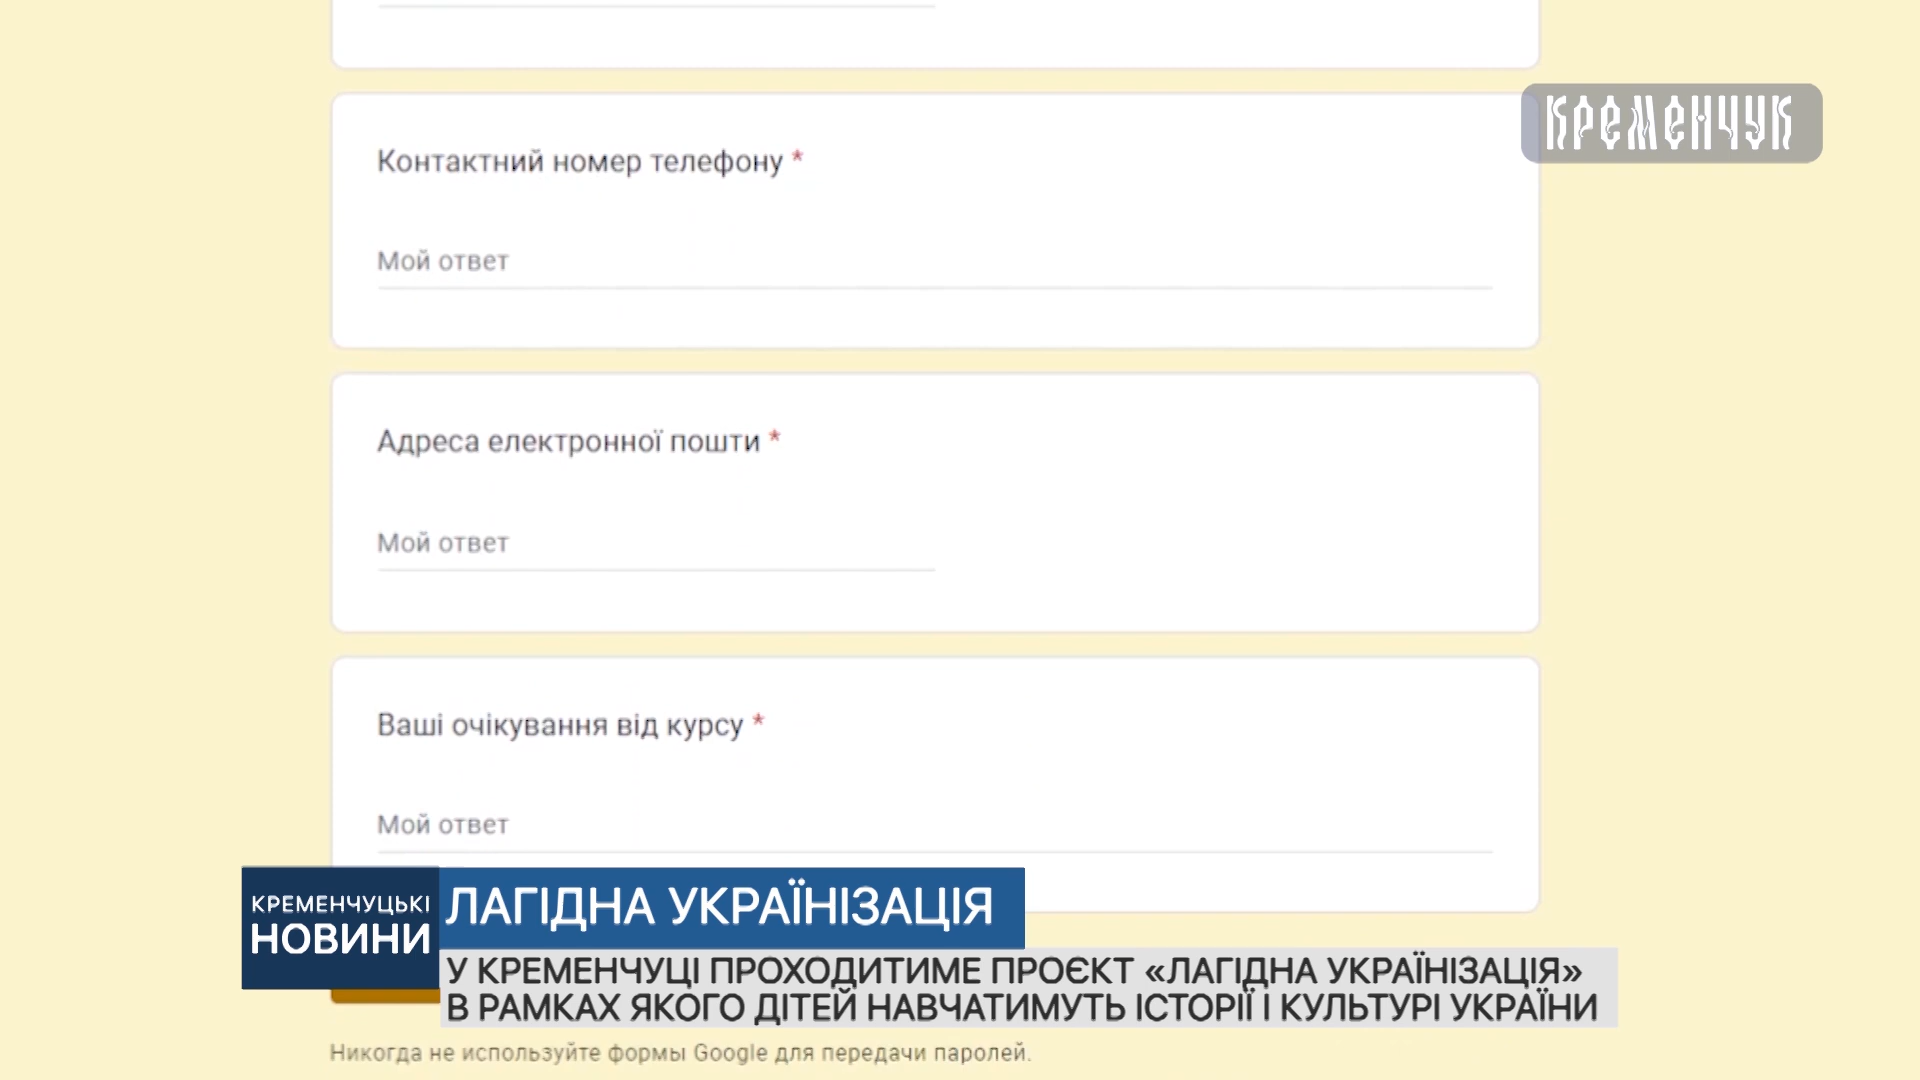 КРЕМЕНЧУК
Контактний номер телефону *
Мой ответ
Адреса електронної пошти *
Мой ответ
Ваші очікування від курсу *
Мой ответ
КРЕМЕНЧУЦЬКІ
НОВИНИ
ЛАГІДНА УКРАЇНІЗАЦІЯ
У КРЕМЕНЧУЦІ ПРОХОДИТИМЕ ПРОЄКТ «ЛАГІДНА УКРАЇНІЗАЦІЯ»
В РАМКАХ ЯКОГО ДІТЕЙ НАВЧАТИМУТЬ ІСТОРІЇ І КУЛЬТУРІ УКРАЇНИ
Никогда не используйте формы Google для передачи паролей.